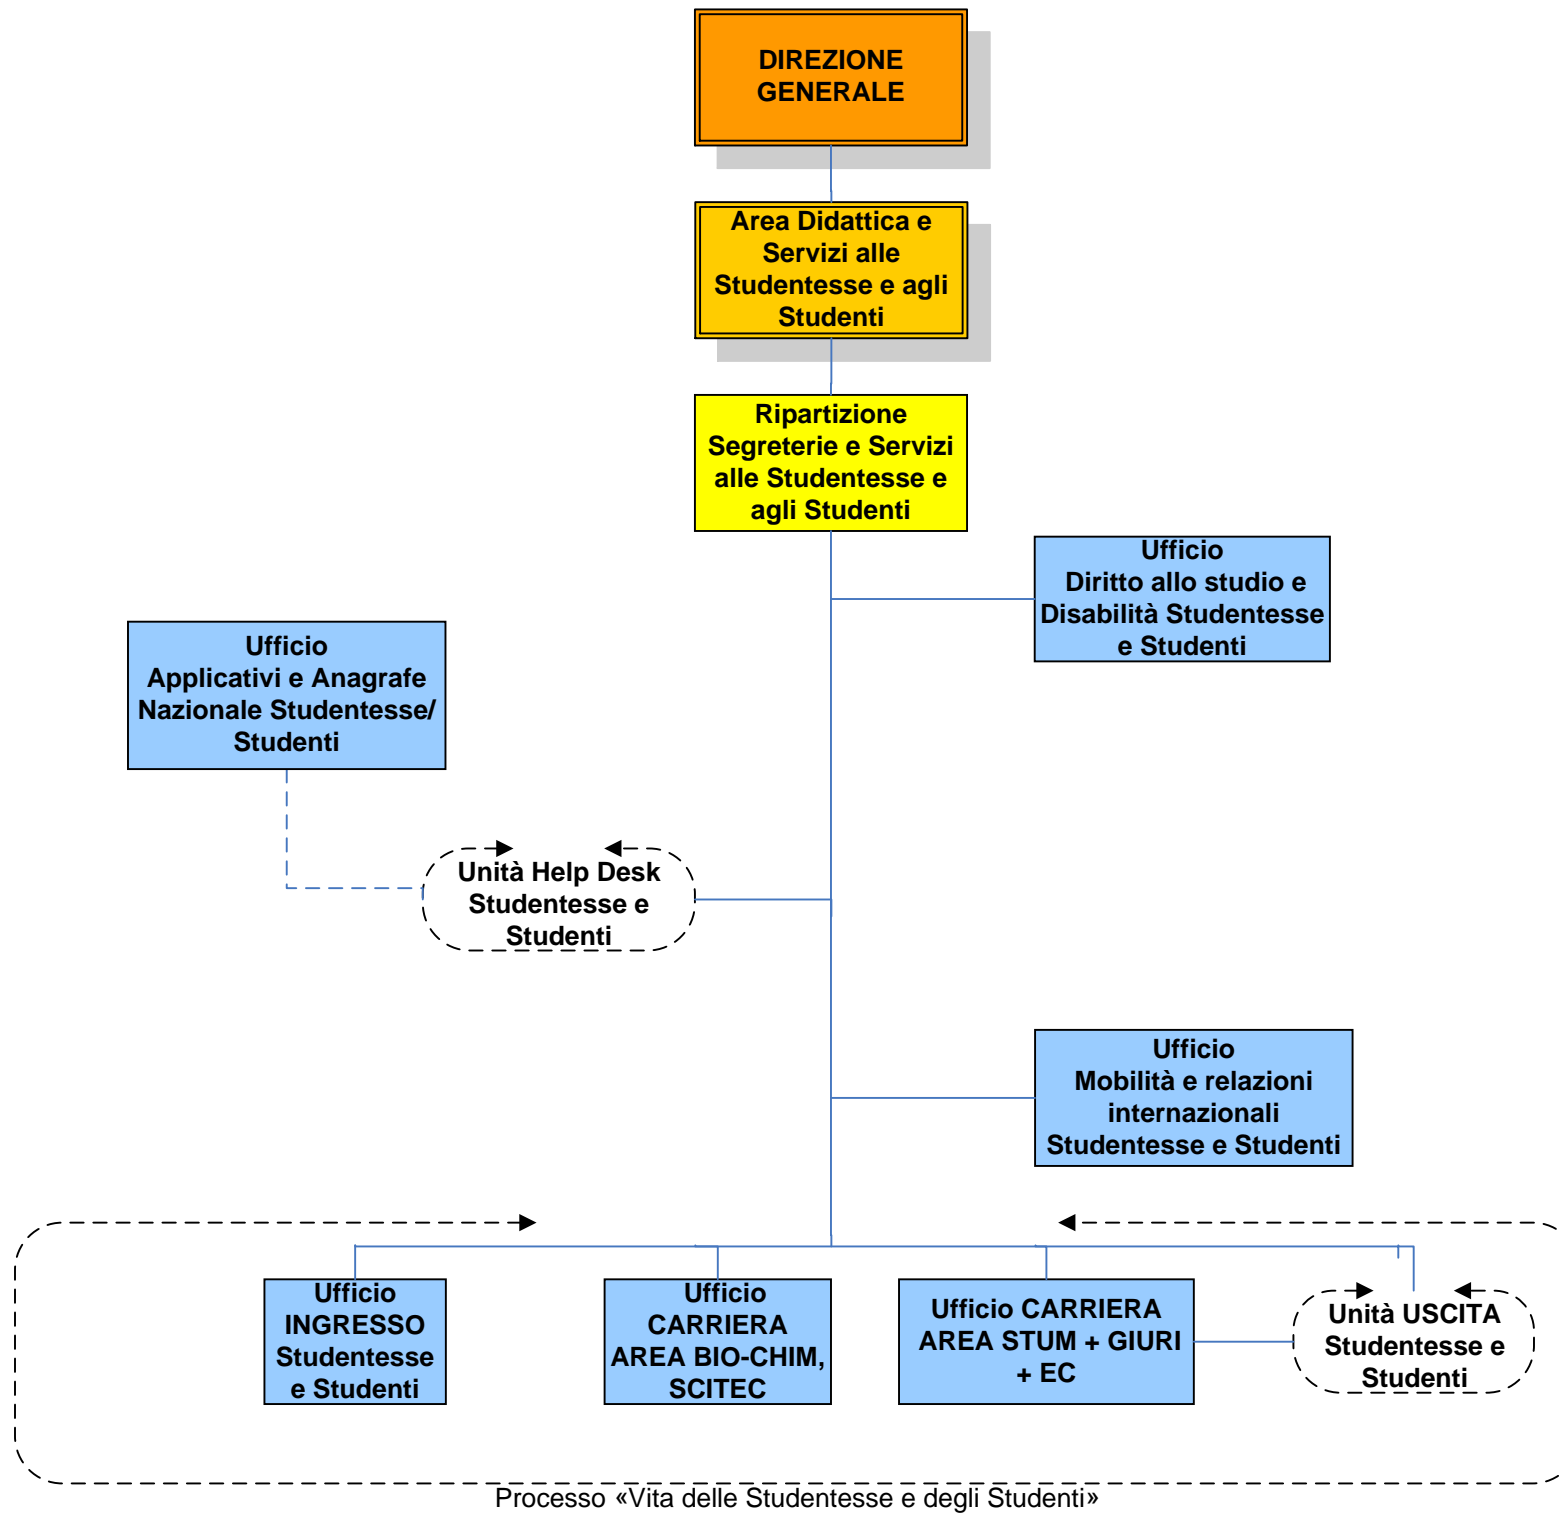 DIREZIONE
GENERALE
Area Didattica e
Servizi alle
Studentesse e agli
Studenti
Ripartizione
Segreterie e Servizi
alle Studentesse e
agli Studenti
Ufficio
Diritto allo studio e
Disabilità Studentesse
e Studenti
Ufficio
Applicativi e Anagrafe
Nazionale Studentesse/
Studenti
Unità Help Desk
Studentesse e
Studenti
Ufficio
Mobilità e relazioni
internazionali
Studentesse e Studenti
Ufficio
INGRESSO
Studentesse
e Studenti
Ufficio
CARRIERA
AREA BIO-CHIM,
SCITEC
Ufficio CARRIERA
AREA STUM + GIURI
+ EC
Unità USCITA
Studentesse e
Studenti
Processo «Vita delle Studentesse e degli Studenti»